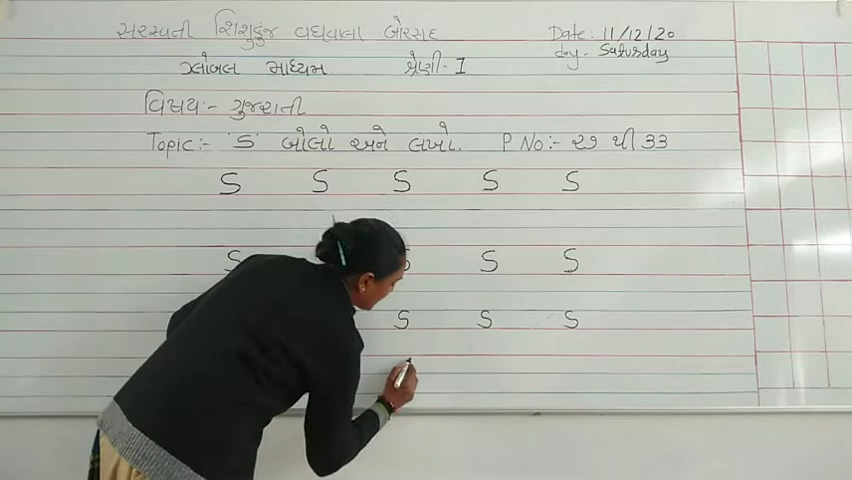 સરસ્વતી શિશુકુંજ વઘવાલા બોરસદ Date: 11/12/20
day:- Saturday
ગ્લોબલ માધ્યમ શ્રેણી- I
વિષય:- ગુજરાતી
Topic:- 'ડ' બોલો અને લખો. P No:- ૨૭ થી 33
ડ ડ ડ ડ ડ
ડ ડ ડ ડ
ડ ડ ડ